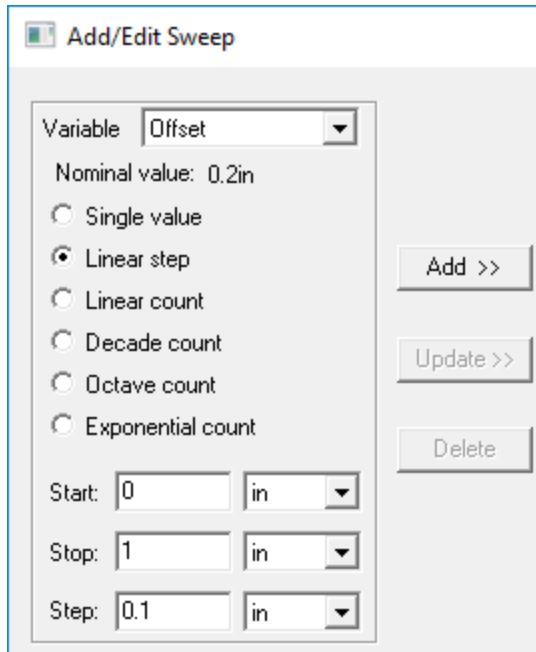 Add/Edit Sweep
Variable Offset
Nominal value: 0.2in
Single value
Linear step
Linear count
Decade count
Octave count
Exponential count
Start: 0 in
Stop: 1 in
Step: 0.1 in
Add >>
Update >>
Delete